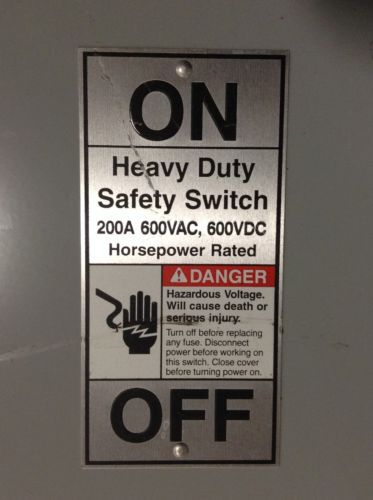 ON
Heavy Duty
Safety Switch
200A 600VAC, 600VDC
Horsepower Rated
DANGER
Hazardous Voltage.
Will cause death or
serious injury.
Turn off before replacing
any fuse. Disconnect
power before working on
this switch. Close cover
before turning power on.
OFF